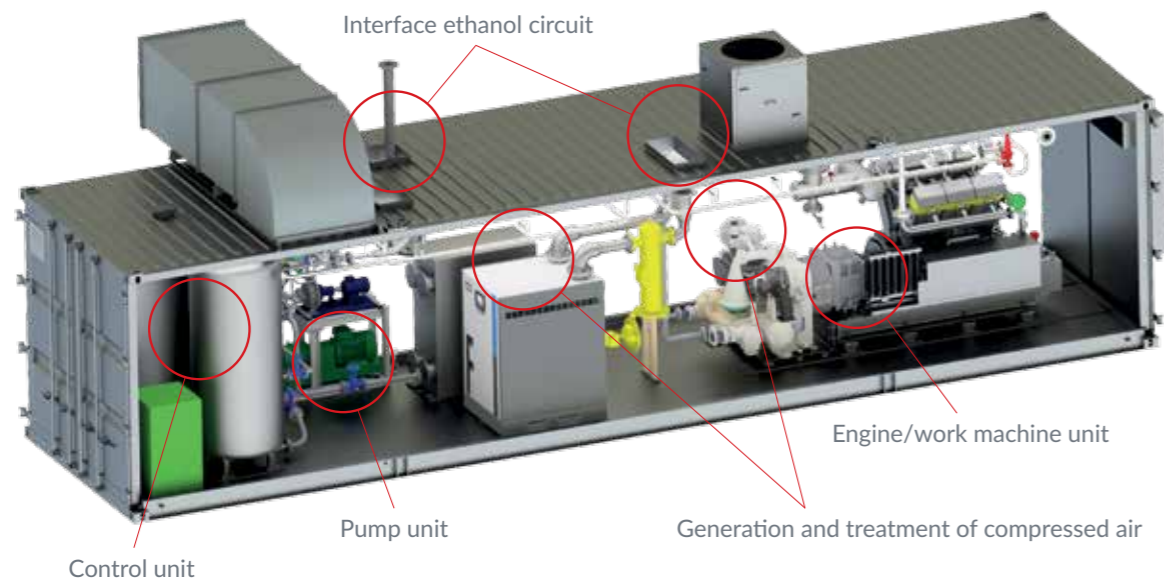 Interface ethanol circuit
Engine/work machine unit
Pump unit
Generation and treatment of compressed air
Control unit